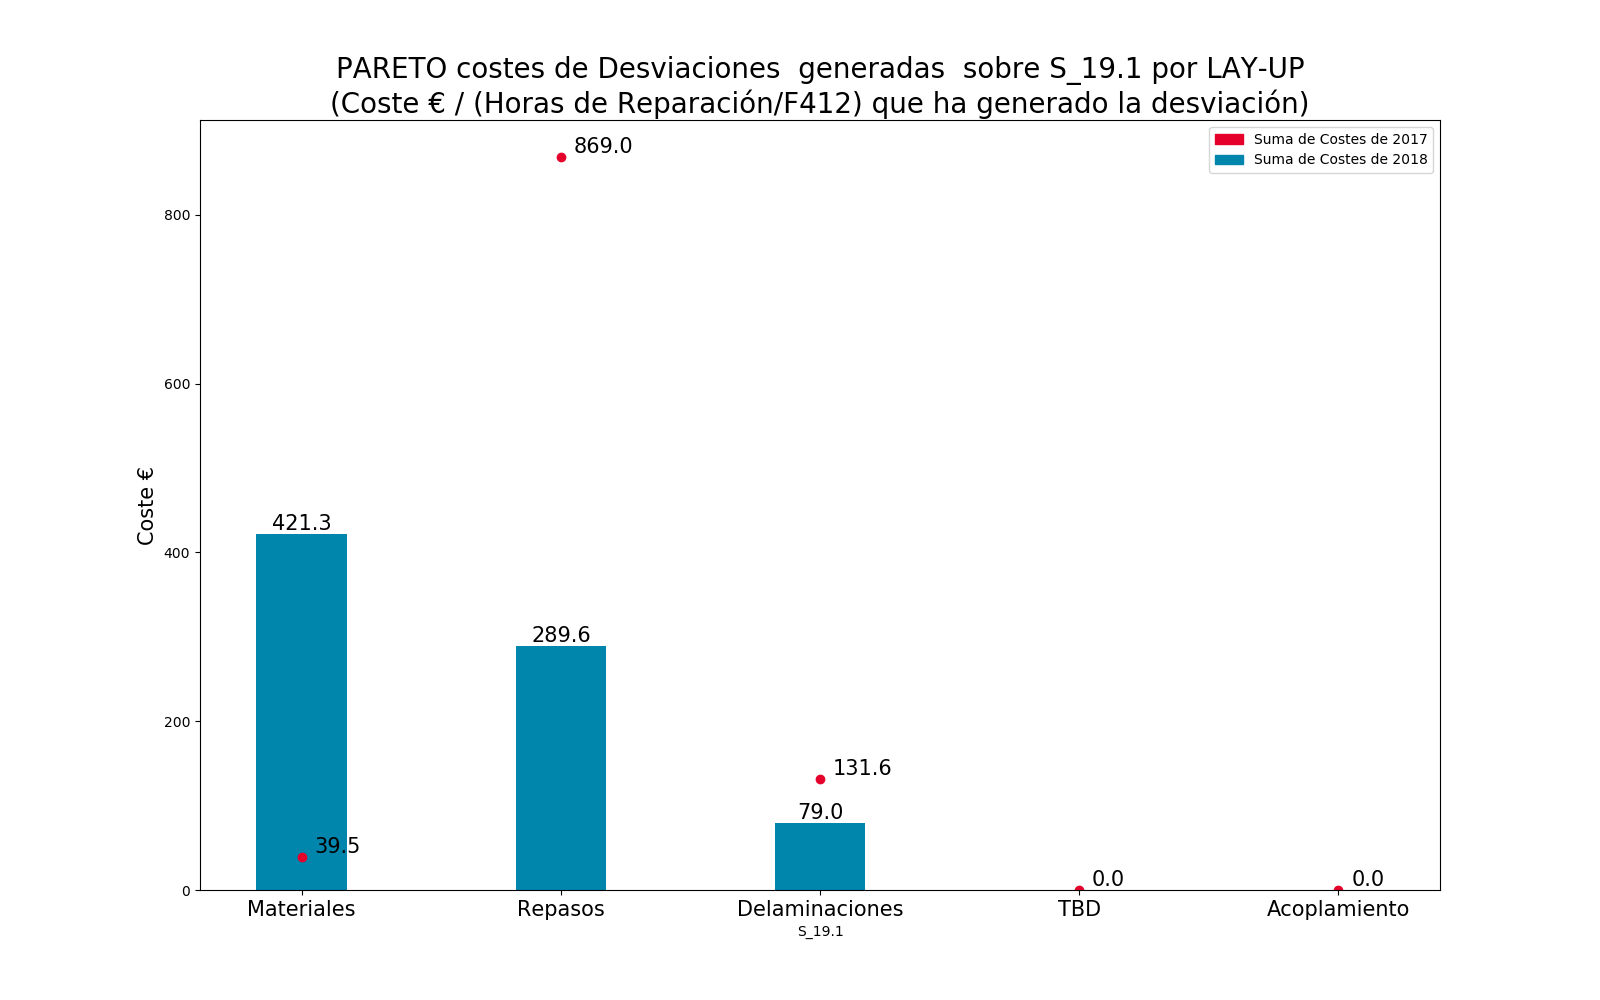 PARETO costes de Desviaciones  generadas  sobre S_19.1 por LAY-UP
(Coste € / (Horas de Reparación/F412) que ha generado la desviación)
Suma de Costes de 2017
Suma de Costes de 2018
869.0
800
600
Coste €
421.3
400
289.6
200
131.6
79.0
39.5
0.0
0.0
0
Materiales
Repasos
Delaminaciones
TBD
Acoplamiento
S_19.1